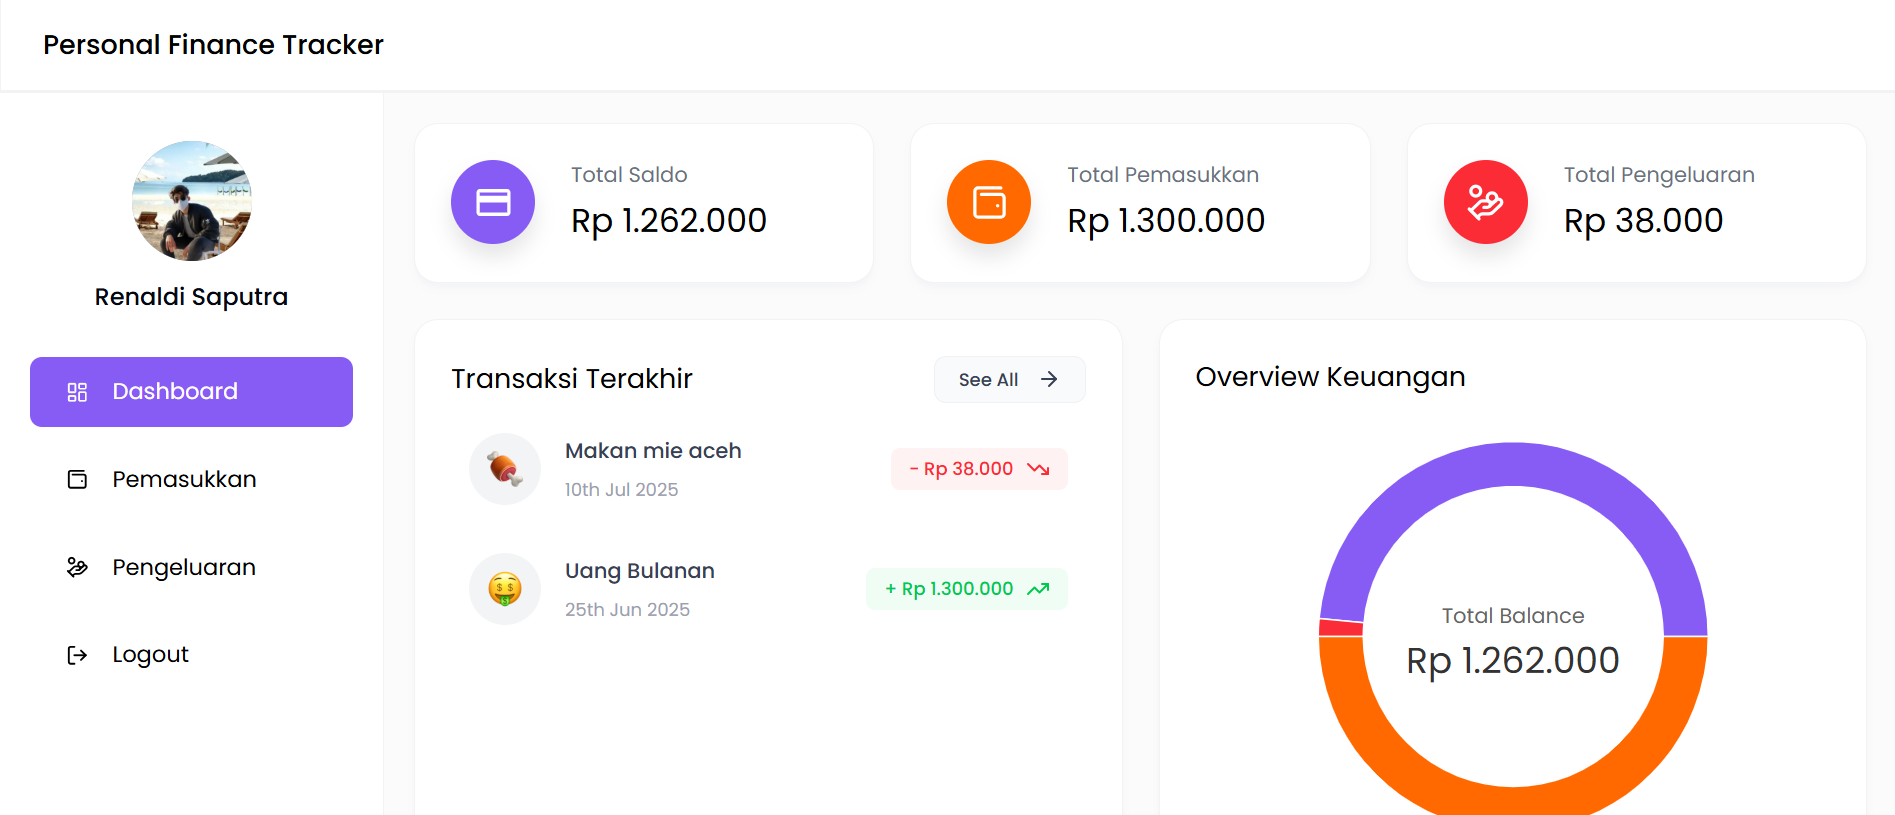 Personal Finance Tracker
Renaldi Saputra
Dashboard
Pemasukkan
Pengeluaran
Logout
Total Saldo
Rp 1.262.000
Total Pemasukkan
Rp 1.300.000
Total Pengeluaran
Rp 38.000
Transaksi Terakhir
See All
Makan mie aceh
10th Jul 2025
- Rp 38.000
Uang Bulanan
25th Jun 2025
+ Rp 1.300.000
Overview Keuangan
Total Balance
Rp 1.262.000